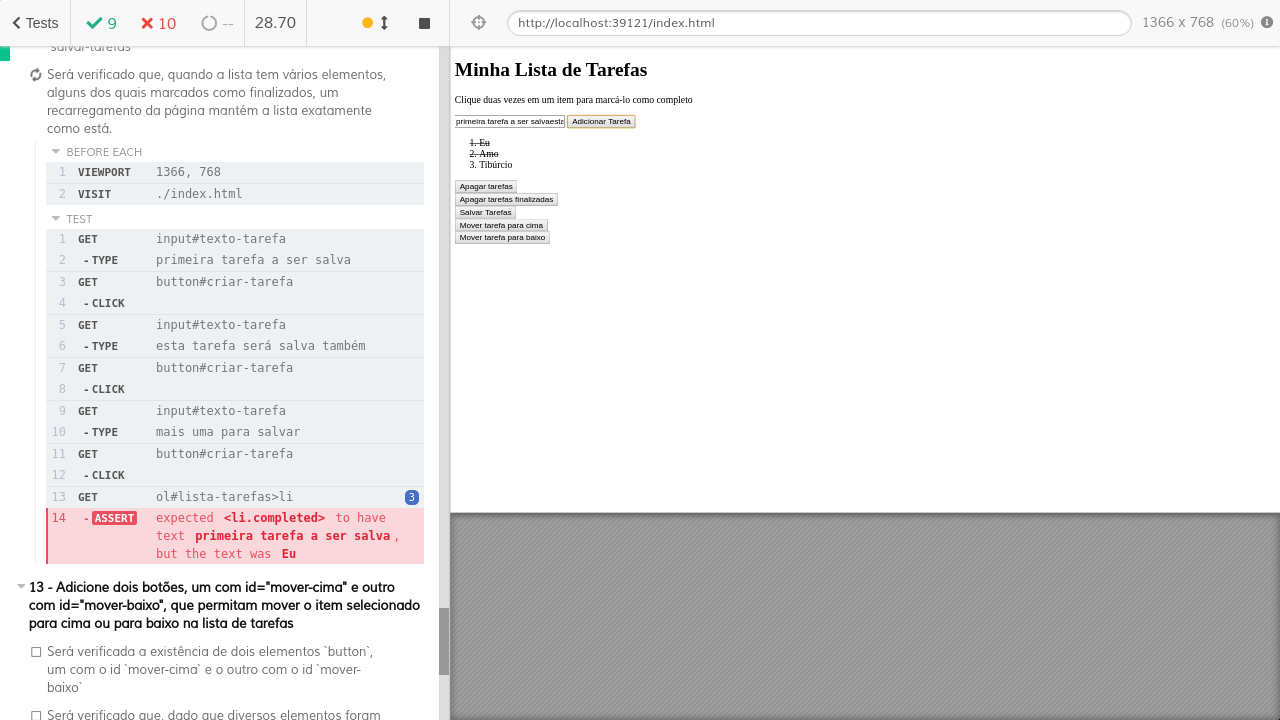 Tests 9 10 -- 28.70 http://localhost:39121/index.html 1366 x 768 (60%)
salvar-tarefas
Será verificado que, quando a lista tem vários elementos,
alguns dos quais marcados como finalizados, um
recarregamento da página mantém a lista exatamente
como está.
BEFORE EACH
1 VIEWPORT 1366, 768
2 VISIT ./index.html
TEST
1 GET input#texto-tarefa
2 -TYPE primeira tarefa a ser salva
3 GET button#criar-tarefa
4 -CLICK
5 GET input#texto-tarefa
6 -TYPE esta tarefa será salva também
7 GET button#criar-tarefa
8 -CLICK
9 GET input#texto-tarefa
10 -TYPE mais uma para salvar
11 GET button#criar-tarefa
12 -CLICK
13 GET ol#lista-tarefas>li 3
14 -ASSERT expected <li.completed> to have
text primeira tarefa a ser salva,
but the text was Eu
13 - Adicione dois botões, um com id="mover-cima" e outro
com id="mover-baixo", que permitam mover o item selecionado
para cima ou para baixo na lista de tarefas
Será verificada a existência de dois elementos `button`,
um com o id `mover-cima` e o outro com o id `mover-
baixo`
Será verificado que, dado que diversos elementos foram
Minha Lista de Tarefas
Clique duas vezes em um item para marcá-lo como completo
primeira tarefa a ser salvaesta Adicionar Tarefa
1. Eu
2. Amo
3. Tibúrcio
Apagar tarefas
Apagar tarefas finalizadas
Salvar Tarefas
Mover tarefa para cima
Mover tarefa para baixo